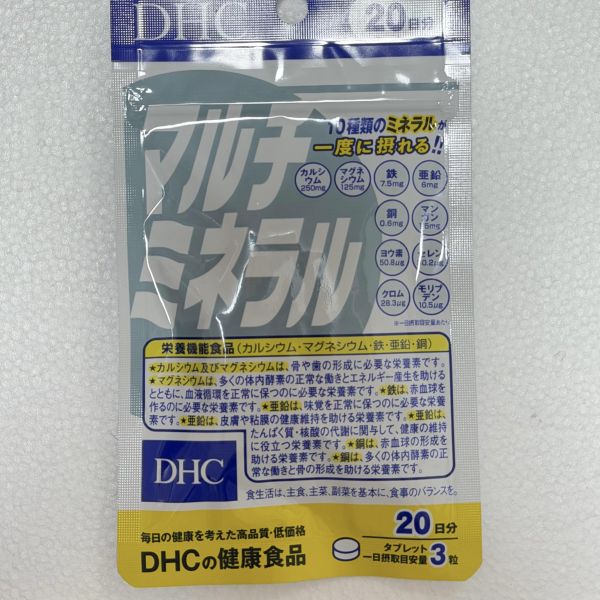 DHC
20日分
マルチ
ミネラル
10種類のミネラルが
一度に摂れる!!
カルシウム 250mg
マグネシウム 125mg
鉄 7.5mg
亜鉛 6mg
銅 0.6mg
マンガン
ヨウ素 50.8μg
セレン
クロム 28.3μg
モリブデン 10.5μg
※一日摂取目安量あたり
栄養機能食品(カルシウム・マグネシウム・鉄・亜鉛・銅)
★カルシウム及びマグネシウムは、骨や歯の形成に必要な栄養素です。
★マグネシウムは、多くの体内酵素の正常な働きとエネルギー産生を助ける
とともに、血液循環を正常に保つのに必要な栄養素です。★鉄は、赤血球を
作るのに必要な栄養素です。★亜鉛は、味覚を正常に保つのに必要な栄養
素です。★亜鉛は、皮膚や粘膜の健康維持を助ける栄養素です。★亜鉛は、
たんぱく質・核酸の代謝に関与して、健康の維持
に役立つ栄養素です。★銅は、赤血球の形成を
助ける栄養素です。★銅は、多くの体内酵素の正
常な働きと骨の形成を助ける栄養素です。
DHC
食生活は、主食、主菜、副菜を基本に、食事のバランスを。
毎日の健康を考えた高品質・低価格
DHCの健康食品
20日分
タブレット
一日摂取目安量 3粒